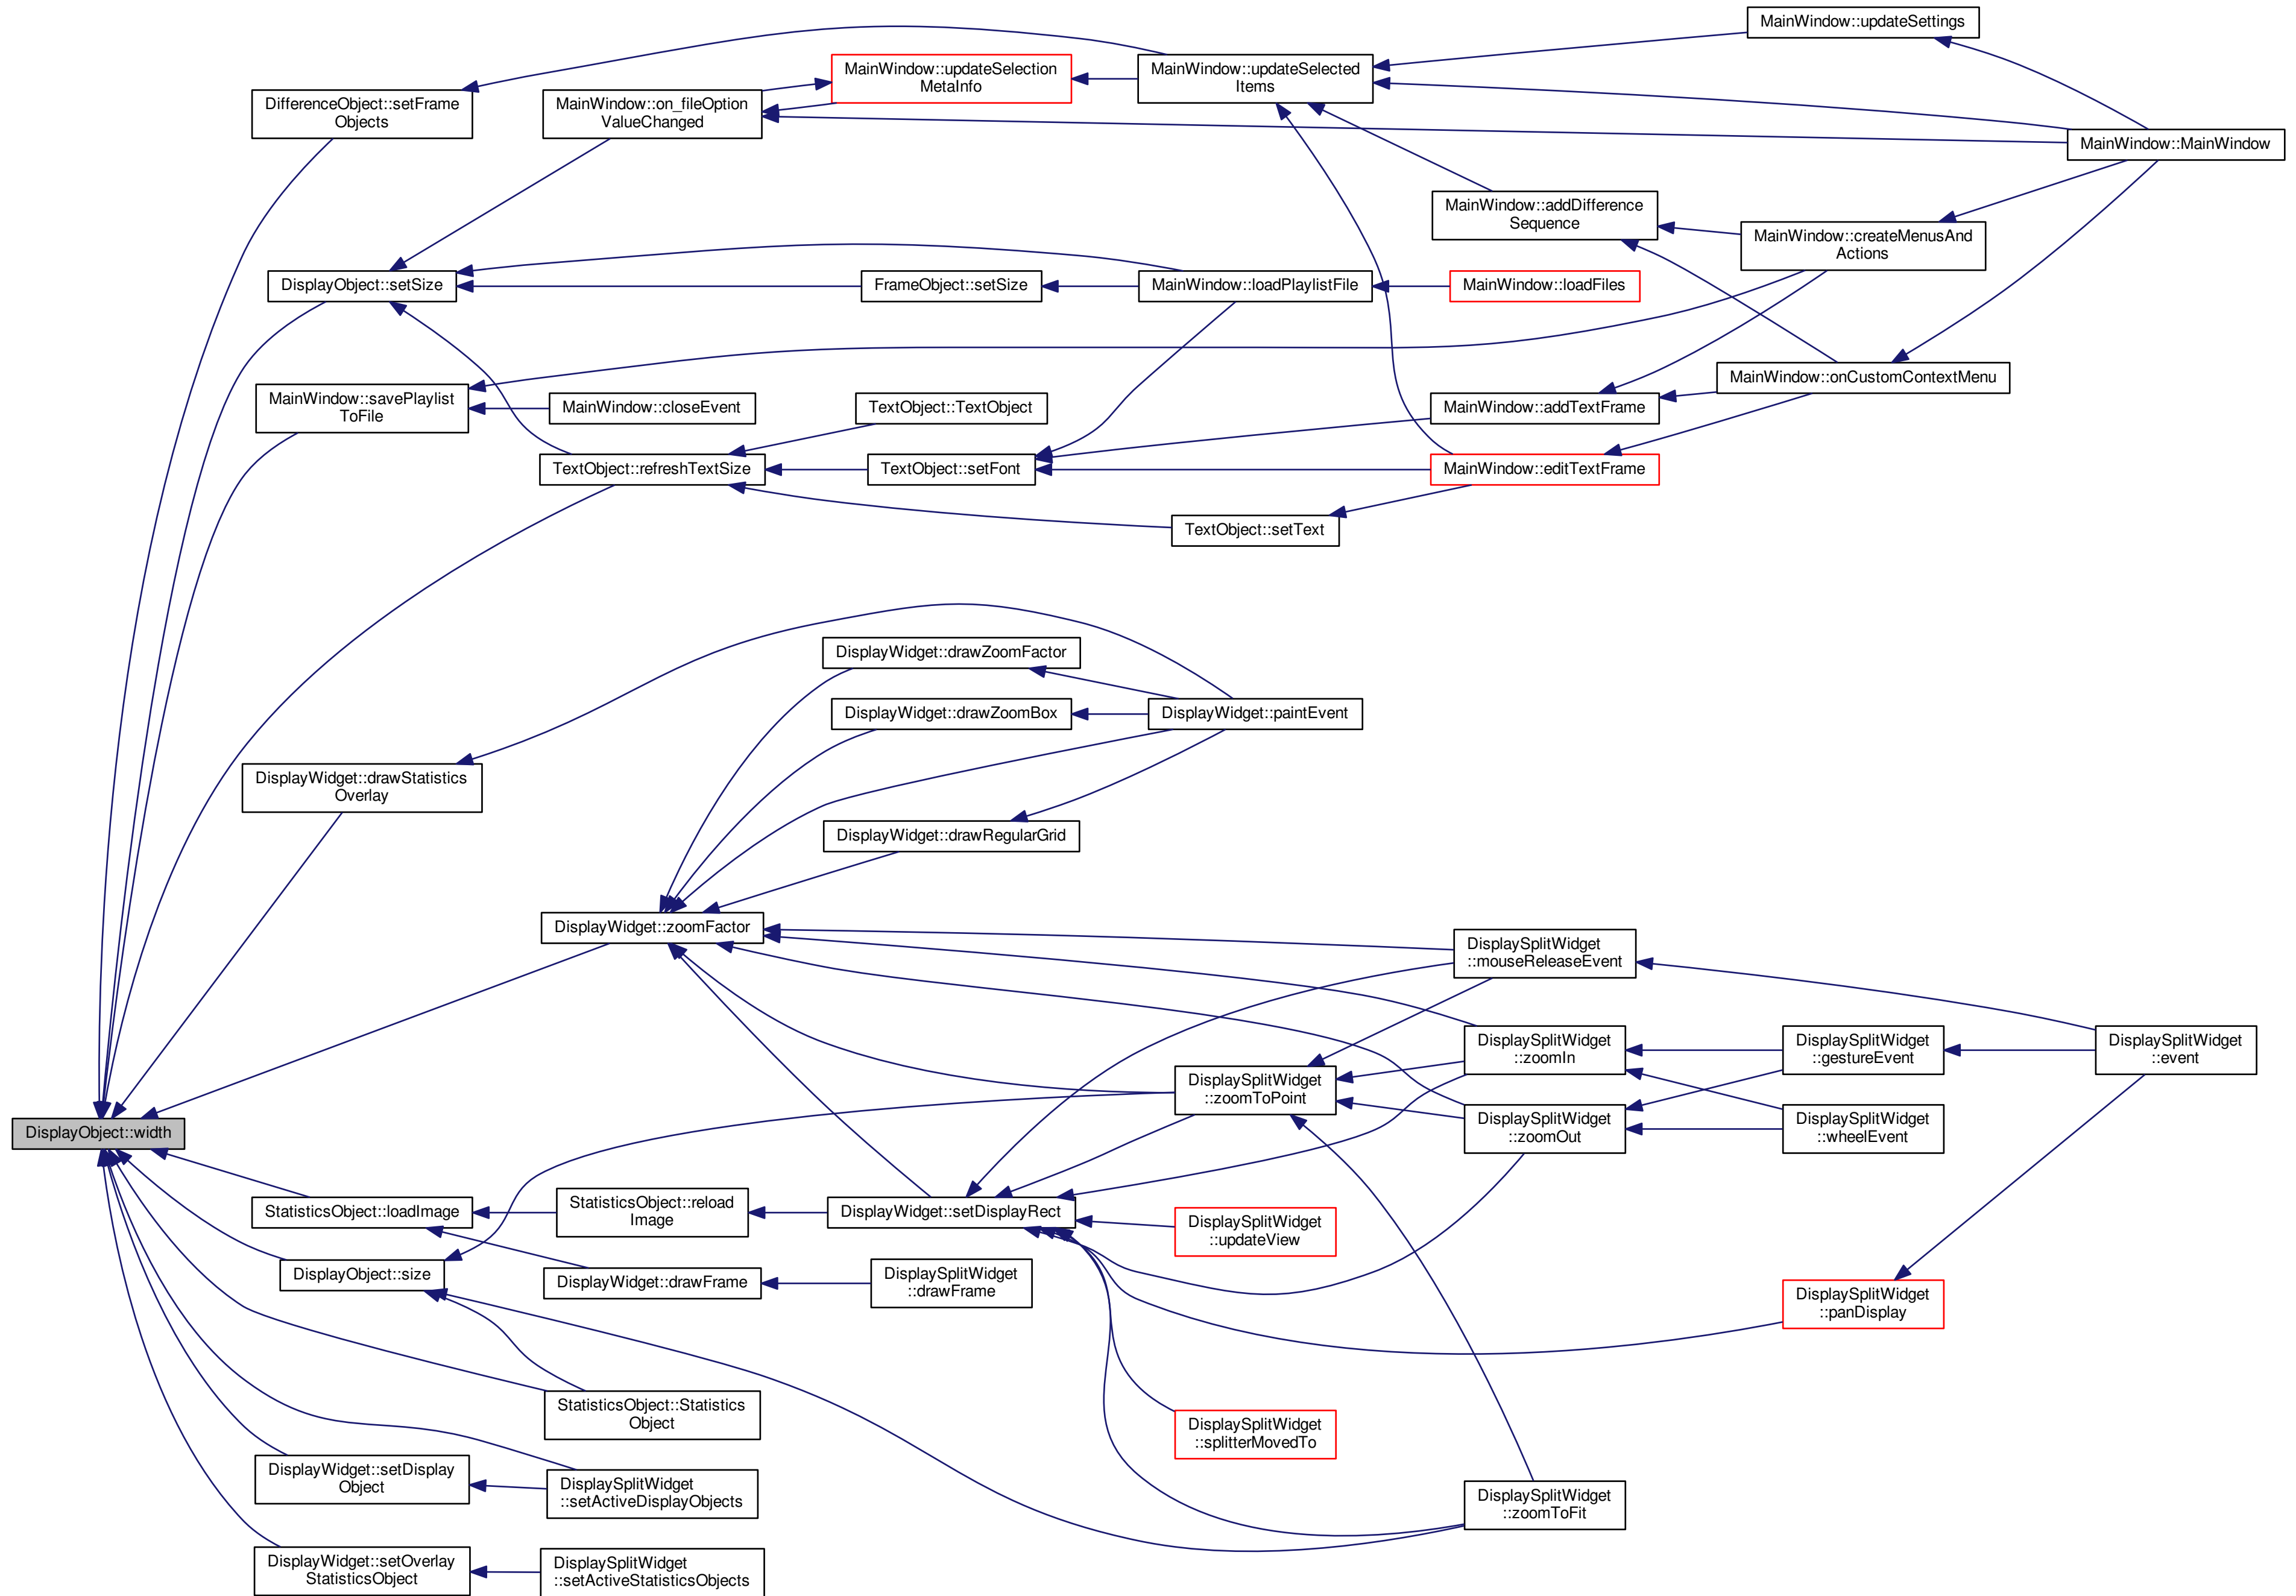 MainWindow::updateSettings
MainWindow::updateSelection
MetaInfo
MainWindow::updateSelected
Items
DifferenceObject::setFrame
Objects
MainWindow::on_fileOption
ValueChanged
MainWindow::MainWindow
MainWindow::addDifference
Sequence
MainWindow::createMenusAnd
Actions
DisplayObject::setSize
FrameObject::setSize
MainWindow::loadPlaylistFile
MainWindow::loadFiles
MainWindow::onCustomContextMenu
MainWindow::savePlaylist
ToFile
MainWindow::closeEvent
TextObject::TextObject
MainWindow::addTextFrame
TextObject::refreshTextSize
TextObject::setFont
MainWindow::editTextFrame
TextObject::setText
DisplayWidget::drawZoomFactor
DisplayWidget::drawZoomBox
DisplayWidget::paintEvent
DisplayWidget::drawStatistics
Overlay
DisplayWidget::drawRegularGrid
DisplayWidget::zoomFactor
DisplaySplitWidget
::mouseReleaseEvent
DisplaySplitWidget
::zoomIn
DisplaySplitWidget
::gestureEvent
DisplaySplitWidget
::event
DisplaySplitWidget
::zoomToPoint
DisplayObject::width
DisplaySplitWidget
::zoomOut
DisplaySplitWidget
::wheelEvent
StatisticsObject::loadImage
StatisticsObject::reload
Image
DisplayWidget::setDisplayRect
DisplaySplitWidget
::updateView
DisplayObject::size
DisplayWidget::drawFrame
DisplaySplitWidget
::drawFrame
DisplaySplitWidget
::panDisplay
StatisticsObject::Statistics
Object
DisplaySplitWidget
::splitterMovedTo
DisplayWidget::setDisplay
Object
DisplaySplitWidget
::setActiveDisplayObjects
DisplaySplitWidget
::zoomToFit
DisplayWidget::setOverlay
StatisticsObject
DisplaySplitWidget
::setActiveStatisticsObjects